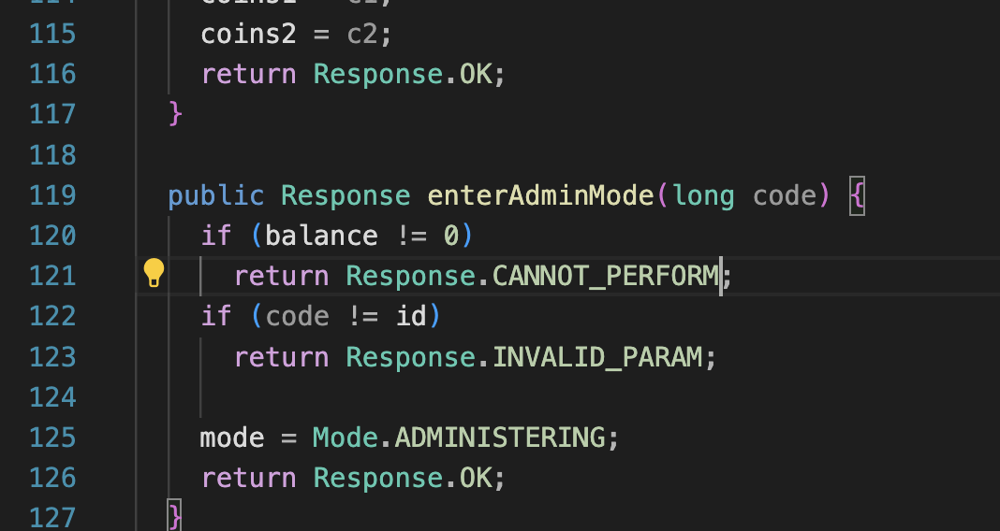 114 coins1 = c1;
115 coins2 = c2;
116 return Response.OK;
117 }
118
119 public Response enterAdminMode(long code) {
120 if (balance != 0)
121 return Response.CANNOT_PERFORM;
122 if (code != id)
123 return Response.INVALID_PARAM;
124
125 mode = Mode.ADMINISTERING;
126 return Response.OK;
127 }